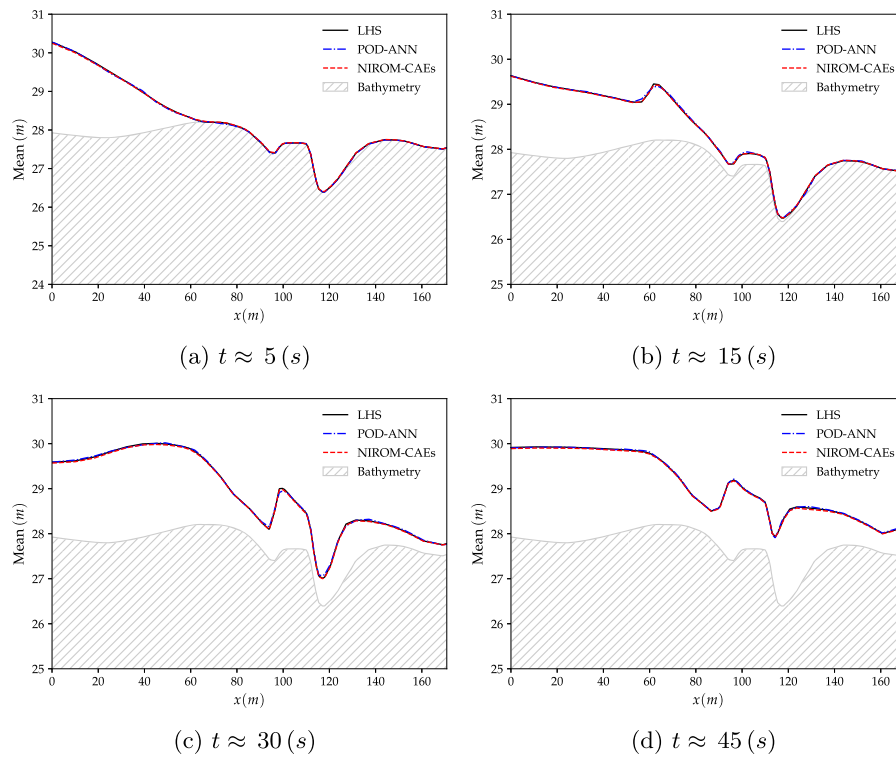 31
30
29
28
27
26
25
24
Mean (m)
LHS
POD-ANN
NIROM-CAEs
Bathymetry
0 20 40 60 80 100 120 140 160
x(m)
(a) t ≈ 5 (s)
31
30
29
28
27
26
25
Mean (m)
LHS
POD-ANN
NIROM-CAEs
Bathymetry
0 20 40 60 80 100 120 140 160
x(m)
(b) t ≈ 15 (s)
31
30
29
28
27
26
25
Mean (m)
LHS
POD-ANN
NIROM-CAEs
Bathymetry
0 20 40 60 80 100 120 140 160
x(m)
(c) t ≈ 30 (s)
31
30
29
28
27
26
25
Mean (m)
LHS
POD-ANN
NIROM-CAEs
Bathymetry
0 20 40 60 80 100 120 140 160
x(m)
(d) t ≈ 45 (s)